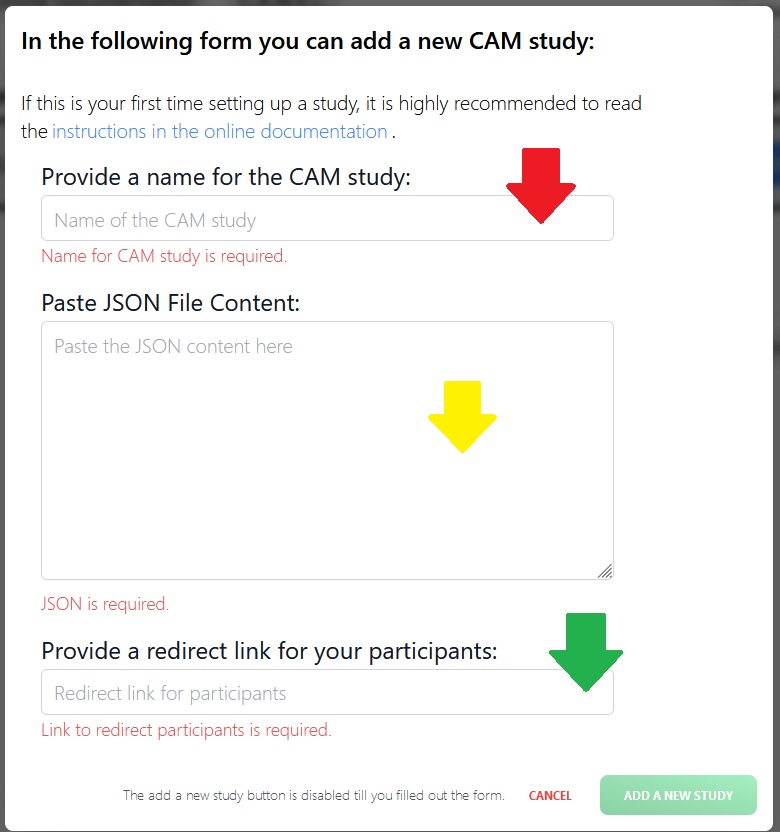 In the following form you can add a new CAM study:
If this is your first time setting up a study, it is highly recommended to read
the instructions in the online documentation .
Provide a name for the CAM study:
Name of the CAM study
Name for CAM study is required.
Paste JSON File Content:
Paste the JSON content here
JSON is required.
Provide a redirect link for your participants:
Redirect link for participants
Link to redirect participants is required.
The add a new study button is disabled till you filled out the form. CANCEL ADD A NEW STUDY